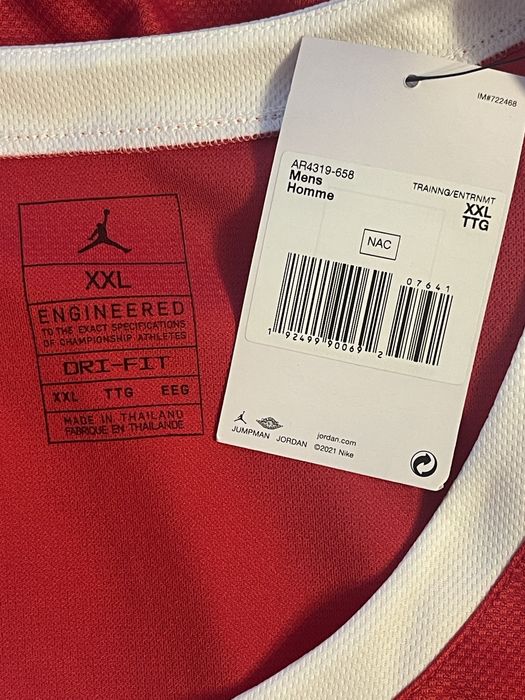 IM#722468
AR4319-658
Mens
Homme
TRAINNG/ENTRNMT
XXL
TTG
NAC
07641
1 92499 90069 2
JUMPMAN JORDAN
jordan.com
©2021 Nike
XXL
ENGINEERED
TO THE EXACT SPECIFICATIONS
OF CHAMPIONSHIP ATHLETES
DRI-FIT
XXL TTG EEG
MADE IN THAILAND
FABRIQUE EN THAILANDE